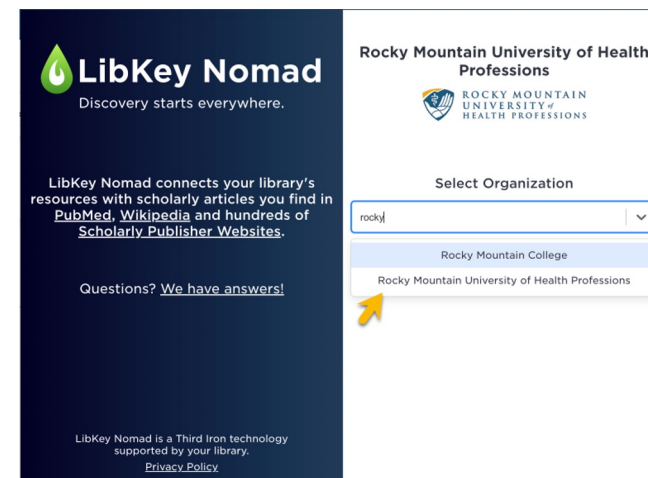 LibKey Nomad
Discovery starts everywhere.
LibKey Nomad connects your library's
resources with scholarly articles you find in
PubMed, Wikipedia and hundreds of
Scholarly Publisher Websites.
Questions? We have answers!
LibKey Nomad is a Third Iron technology
supported by your library.
Privacy Policy
Rocky Mountain University of Health
Professions
ROCKY MOUNTAIN
UNIVERSITY of
HEALTH PROFESSIONS
Select Organization
rocky
Rocky Mountain College
Rocky Mountain University of Health Professions